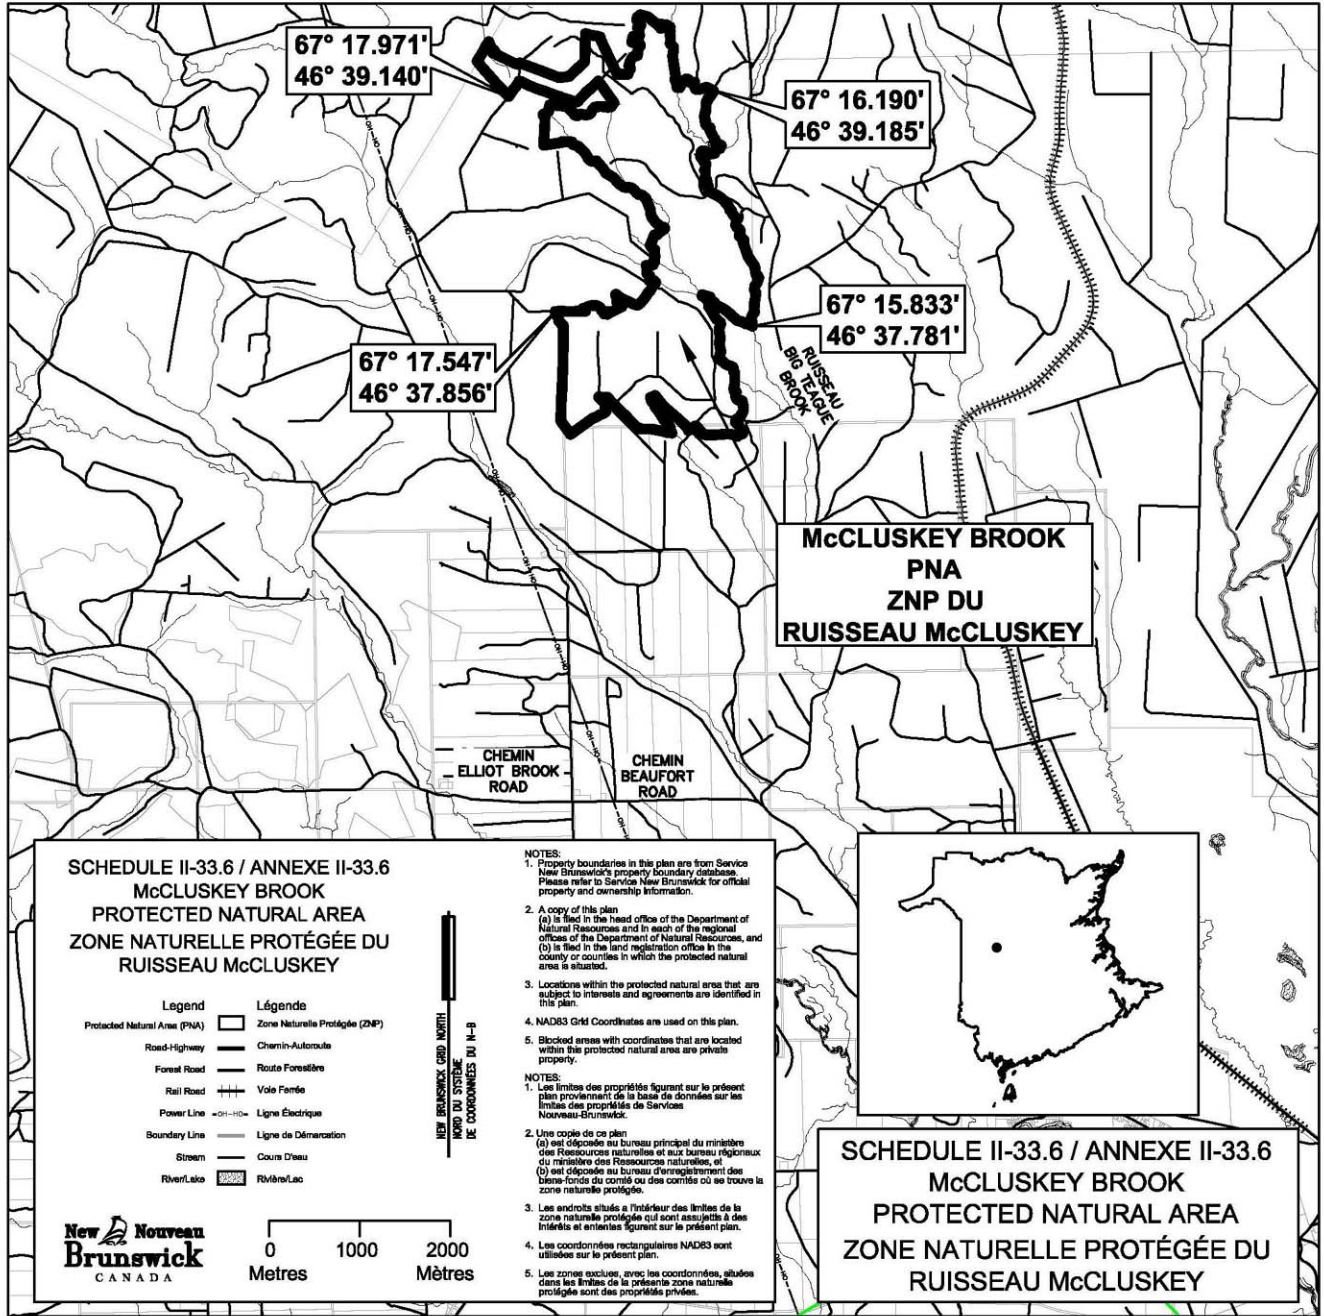 67° 17.971'
46° 39.140'
67° 16.190'
46° 39.185'
67° 15.833'
46° 37.781'
67° 17.547'
46° 37.856'
RUISSEAU
BIG TEAGUE
BROOK
McCLUSKEY BROOK
PNA
ZNP DU
RUISSEAU McCLUSKEY
CHEMIN
ELLIOT BROOK
ROAD
CHEMIN
BEAUFORT
ROAD
SCHEDULE II-33.6 / ANNEXE II-33.6
McCLUSKEY BROOK
PROTECTED NATURAL AREA
ZONE NATURELLE PROTÉGÉE DU
RUISSEAU McCLUSKEY
Legend Légende
Protected Natural Area (PNA) Zone Naturelle Protégée (ZNP)
Road-Highway Chemin-Autoroute
Forest Road Route Forestière
Rail Road Voie Ferrée
Power Line -OH-HO- Ligne Électrique
Boundary Line Ligne de Démarcation
Stream Cours D'eau
River/Lake Rivière/Lac
NEW BRUNSWICK GRID NORTH
NORD DU SYSTÈME
DE COORDONNÉES DU N-B
New Nouveau
Brunswick
CANADA
0 1000 2000
Metres Mètres
NOTES:
1. Property boundaries in this plan are from Service
New Brunswick's property boundary database.
Please refer to Service New Brunswick for official
property and ownership information.
2. A copy of this plan
(a) is filed in the head office of the Department of
Natural Resources and in each of the regional
offices of the Department of Natural Resources, and
(b) is filed in the land registration office in the
county or counties in which the protected natural
area is situated.
3. Locations within the protected natural area that are
subject to interests and agreements are identified in
this plan.
4. NAD83 Grid Coordinates are used on this plan.
5. Blocked areas with coordinates that are located
within this protected natural area are private
property.
NOTES:
1. Les limites des propriétés figurant sur le présent
plan proviennent de la base de données sur les
limites des propriétés de Services
Nouveau-Brunswick.
2. Une copie de ce plan
(a) est déposée au bureau principal du ministère
des Ressources naturelles et aux bureau régionaux
du ministère des Ressources naturelles, et
(b) est déposée au bureau d'enregistrement des
biens-fonds du comté ou des comtés où se trouve la
zone naturelle protégée.
3. Les endroits situés a l'intérieur des limites de la
zone naturelle protégée qui sont assujettis à des
intérêts et ententes figurent sur le présent plan.
4. Les coordonnées rectangulaires NAD83 sont
utilisées sur le présent plan.
5. Les zones exclues, avec les coordonnées, situées
dans les limites de la présente zone naturelle
protégée sont des propriétés privées.
SCHEDULE II-33.6 / ANNEXE II-33.6
McCLUSKEY BROOK
PROTECTED NATURAL AREA
ZONE NATURELLE PROTÉGÉE DU
RUISSEAU McCLUSKEY